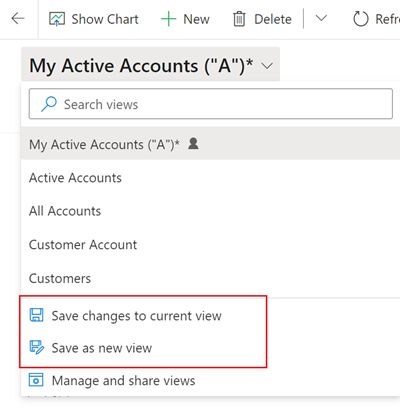 Show Chart New Delete Refre
My Active Accounts ("A")*
Search views
My Active Accounts ("A")*
Active Accounts
All Accounts
Customer Account
Customers
Save changes to current view
Save as new view
Manage and share views